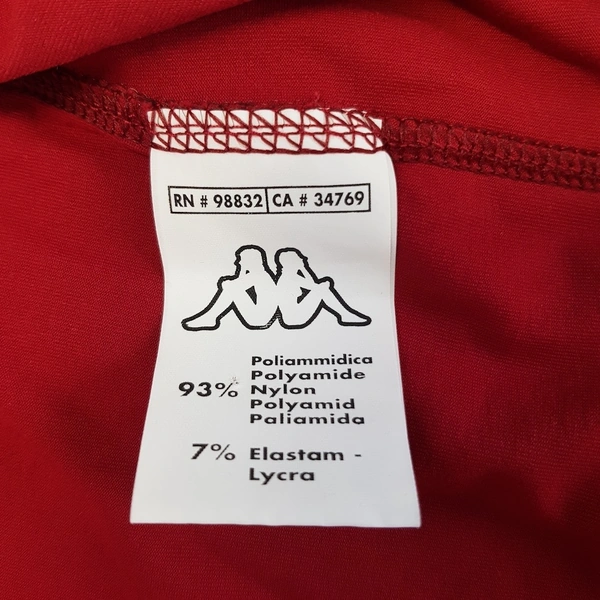 RN # 98832 CA # 34769
Poliammidica
Polyamide
93% Nylon
Polyamid
Paliamida
7% Elastam -
Lycra